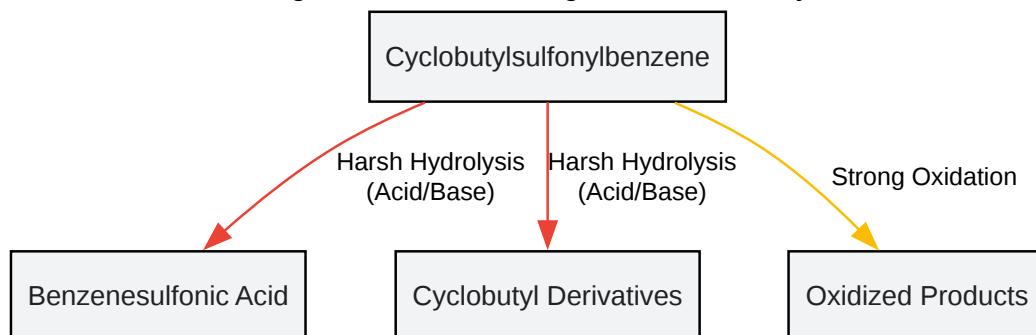 Cyclobutylsulfonylbenzene
Harsh Hydrolysis
(Acid/Base)
Harsh Hydrolysis
(Acid/Base)
Strong Oxidation
Benzenesulfonic Acid
Cyclobutyl Derivatives
Oxidized Products